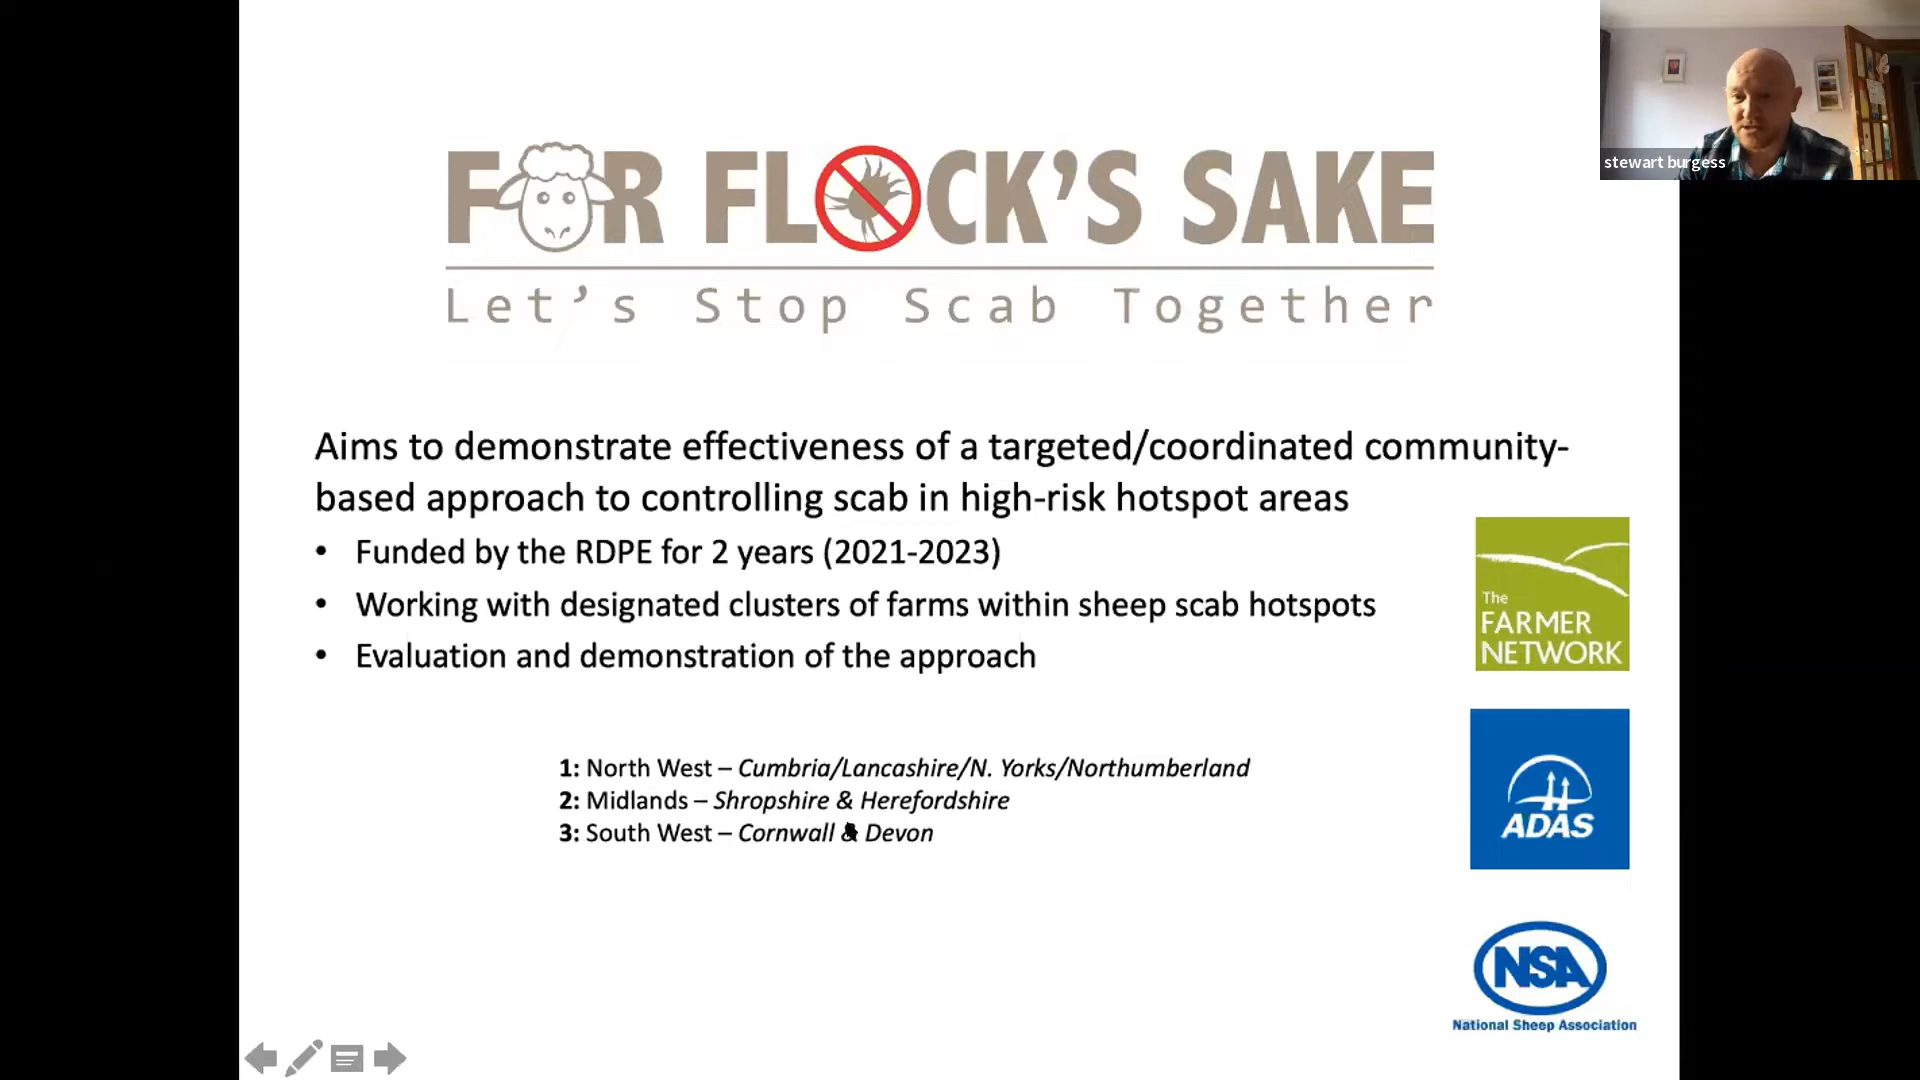 FOR FLOCK'S SAKE
Let's Stop Scab Together
stewart burgess
Aims to demonstrate effectiveness of a targeted/coordinated community-
based approach to controlling scab in high-risk hotspot areas
• Funded by the RDPE for 2 years (2021-2023)
• Working with designated clusters of farms within sheep scab hotspots
• Evaluation and demonstration of the approach
1: North West – Cumbria/Lancashire/N. Yorks/Northumberland
2: Midlands – Shropshire & Herefordshire
3: South West – Cornwall & Devon
The
FARMER
NETWORK
ADAS
NSA
National Sheep Association